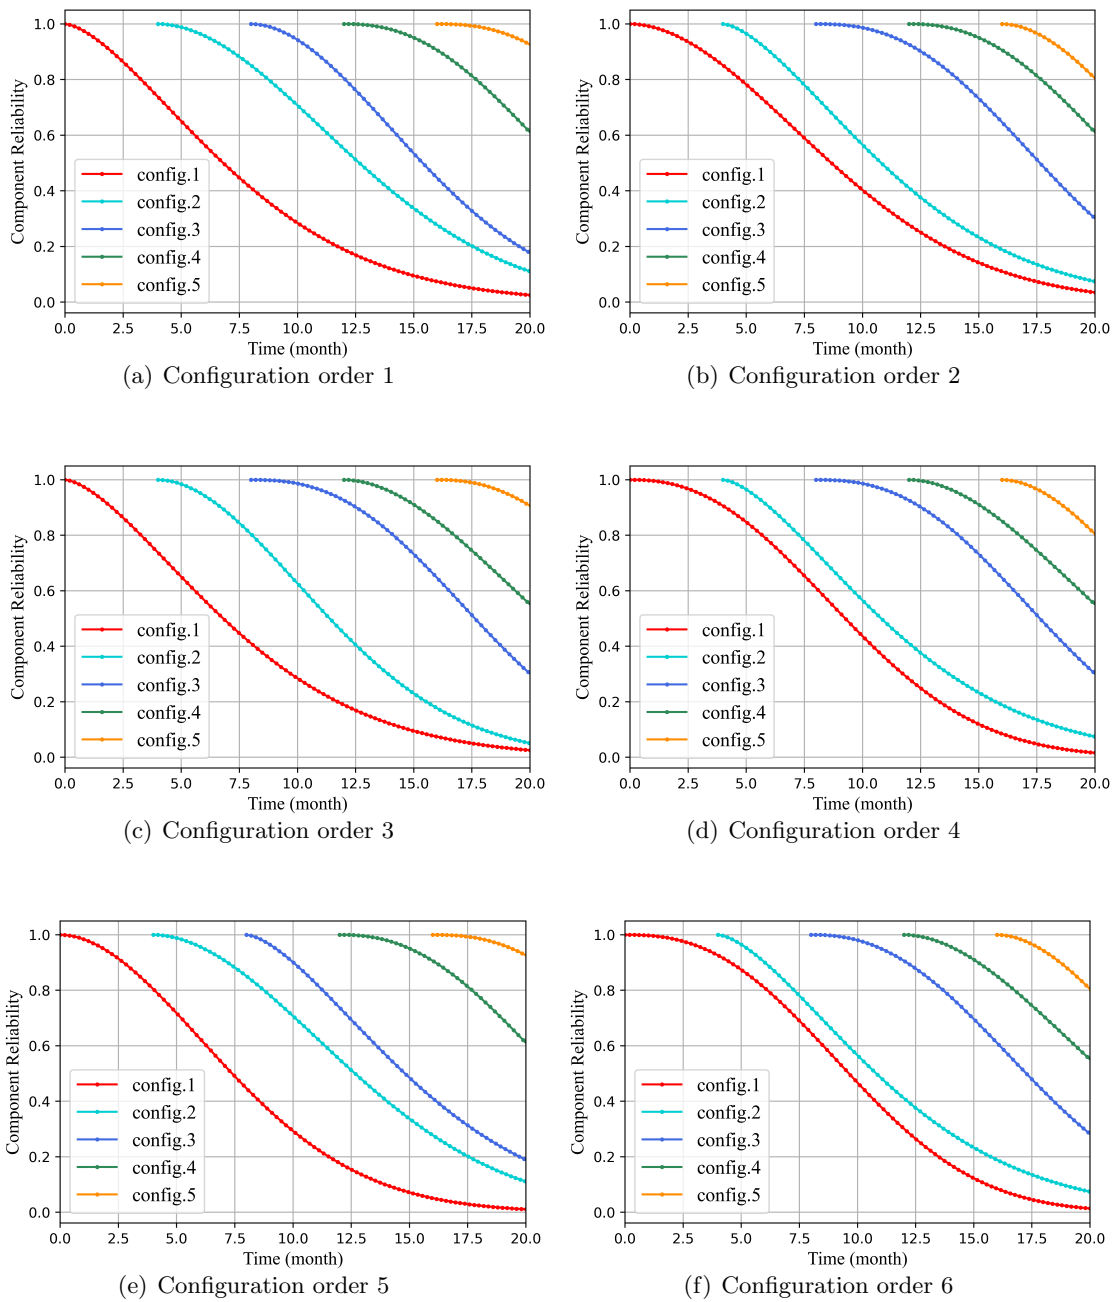 1.0
0.8
0.6
0.4
0.2
0.0
Component Reliability
config.1
config.2
config.3
config.4
config.5
0.0 2.5 5.0 7.5 10.0 12.5 15.0 17.5 20.0
Time (month)
(a) Configuration order 1
1.0
0.8
0.6
0.4
0.2
0.0
Component Reliability
config.1
config.2
config.3
config.4
config.5
0.0 2.5 5.0 7.5 10.0 12.5 15.0 17.5 20.0
Time (month)
(b) Configuration order 2
1.0
0.8
0.6
0.4
0.2
0.0
Component Reliability
config.1
config.2
config.3
config.4
config.5
0.0 2.5 5.0 7.5 10.0 12.5 15.0 17.5 20.0
Time (month)
(c) Configuration order 3
1.0
0.8
0.6
0.4
0.2
0.0
Component Reliability
config.1
config.2
config.3
config.4
config.5
0.0 2.5 5.0 7.5 10.0 12.5 15.0 17.5 20.0
Time (month)
(d) Configuration order 4
1.0
0.8
0.6
0.4
0.2
0.0
Component Reliability
config.1
config.2
config.3
config.4
config.5
0.0 2.5 5.0 7.5 10.0 12.5 15.0 17.5 20.0
Time (month)
(e) Configuration order 5
1.0
0.8
0.6
0.4
0.2
0.0
Component Reliability
config.1
config.2
config.3
config.4
config.5
0.0 2.5 5.0 7.5 10.0 12.5 15.0 17.5 20.0
Time (month)
(f) Configuration order 6